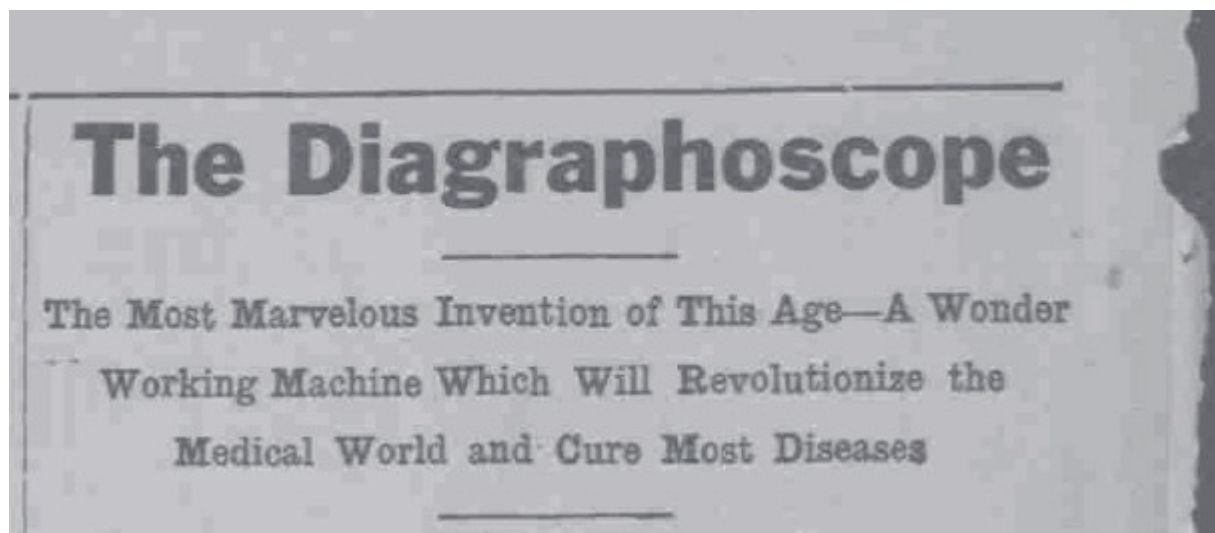 The Diagraphoscope
The Most Marvelous Invention of This Age—A Wonder
Working Machine Which Will Revolutionize the
Medical World and Cure Most Diseases